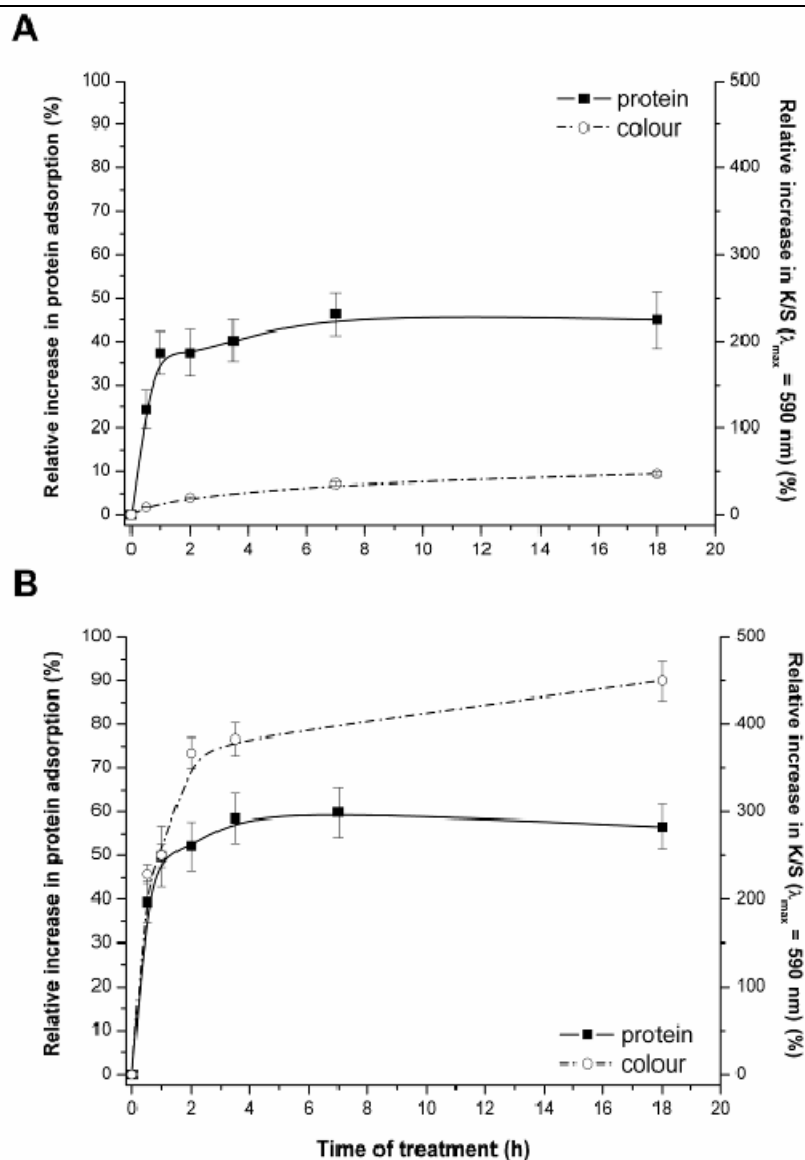 A
Relative increase in protein adsorption (%)
100
90
80
70
60
50
40
30
20
10
0
500
400
300
200
100
0
Relative increase in K/S (λmax = 590 nm) (%)
protein
colour
0 2 4 6 8 10 12 14 16 18 20
B
Relative increase in protein adsorption (%)
100
90
80
70
60
50
40
30
20
10
0
500
400
300
200
100
0
Relative increase in K/S (λmax = 590 nm) (%)
protein
colour
0 2 4 6 8 10 12 14 16 18 20
Time of treatment (h)